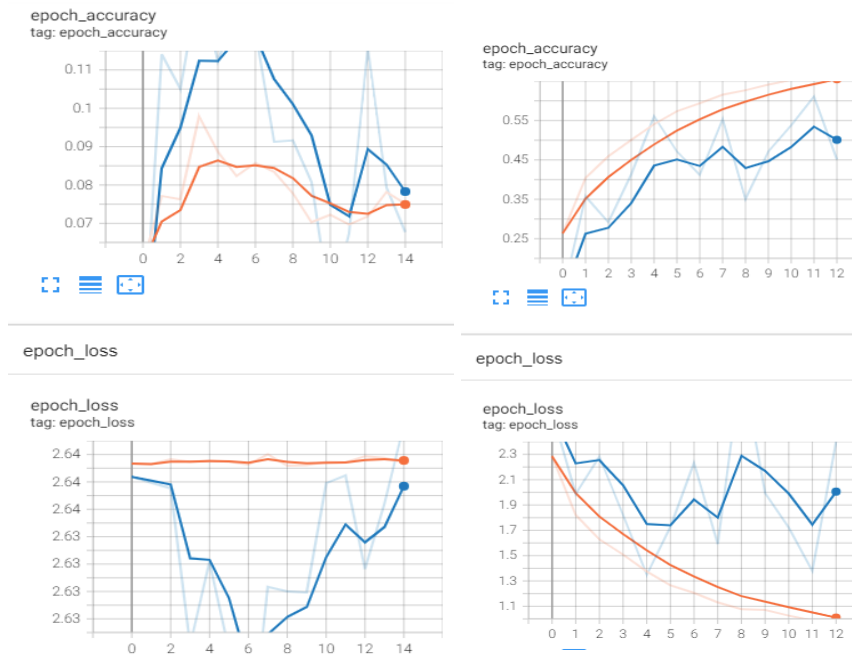 epoch_accuracy
tag: epoch_accuracy
0.11
0.1
0.09
0.08
0.07
0 2 4 6 8 10 12 14
epoch_loss
epoch_loss
tag: epoch_loss
2.64
2.64
2.64
2.63
2.63
2.63
2.63
0 2 4 6 8 10 12 14
epoch_accuracy
tag: epoch_accuracy
0.55
0.45
0.35
0.25
0 1 2 3 4 5 6 7 8 9 10 11 12
epoch_loss
epoch_loss
tag: epoch_loss
2.3
2.1
1.9
1.7
1.5
1.3
1.1
0 1 2 3 4 5 6 7 8 9 10 11 12